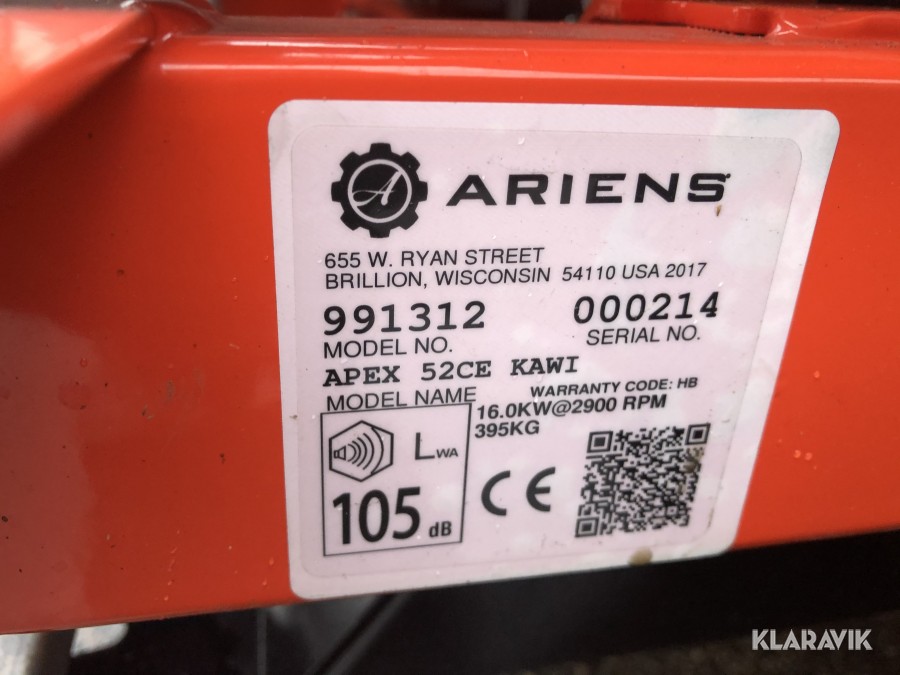 ARIENS
655 W. RYAN STREET
BRILLION, WISCONSIN 54110 USA 2017
991312 000214
MODEL NO. SERIAL NO.
APEX 52CE KAWI
MODEL NAME WARRANTY CODE: HB
16.0KW@2900 RPM
395KG
LWA
105 dB
CE
KLARAVIK